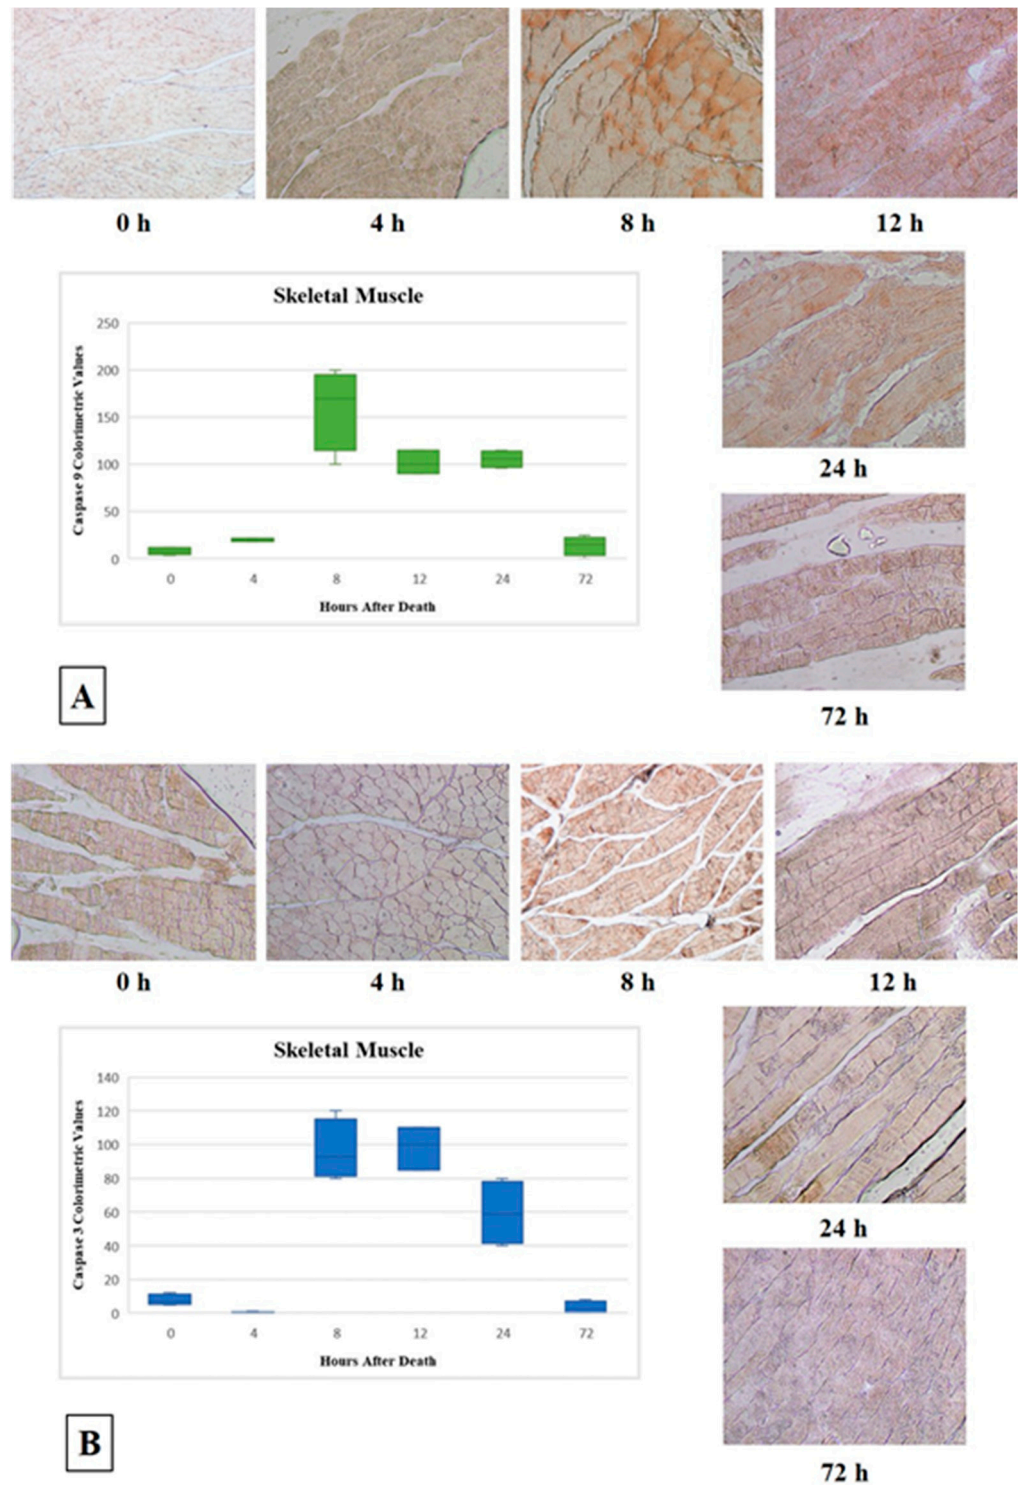 0 h 4 h 8 h 12 h
Skeletal Muscle
250
200
150
100
50
0
Caspase 9 Colorimetric Values
0 4 8 12 24 72
Hours After Death
24 h
72 h
A
0 h 4 h 8 h 12 h
Skeletal Muscle
140
120
100
80
60
40
20
0
Caspase 3 Colorimetric Values
0 4 8 12 24 72
Hours After Death
24 h
72 h
B